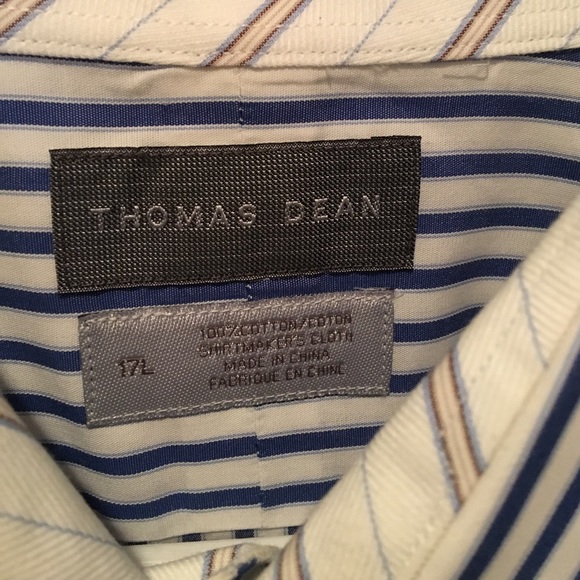 THOMAS DEAN
17L
100%COTTON/COTON
SHIRTMAKER'S CLOTH
MADE IN CHINA
FABRIQUE EN CHINE